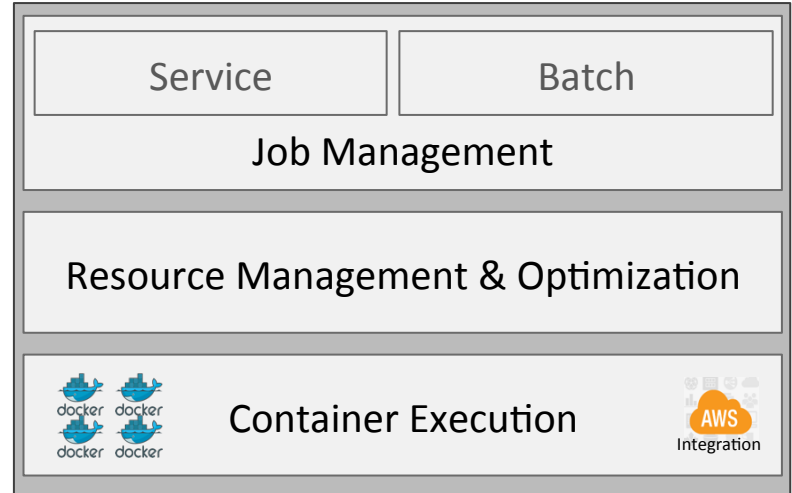 Service
Batch
Job Management
Resource Management & Optimization
docker docker
docker docker
Container Execution
AWS
Integration